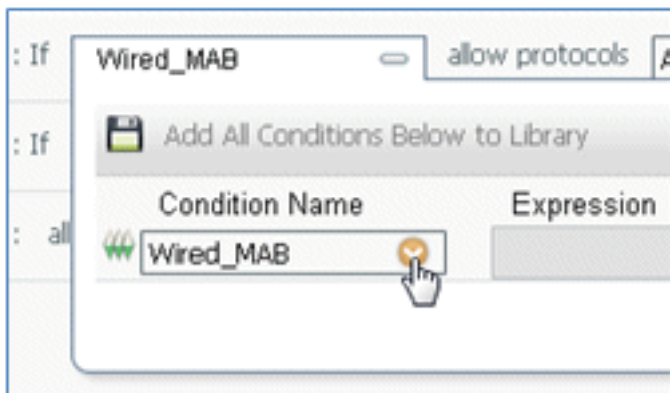 : If Wired_MAB allow protocols A
: If Add All Conditions Below to Library
Condition Name Expression
: all Wired_MAB